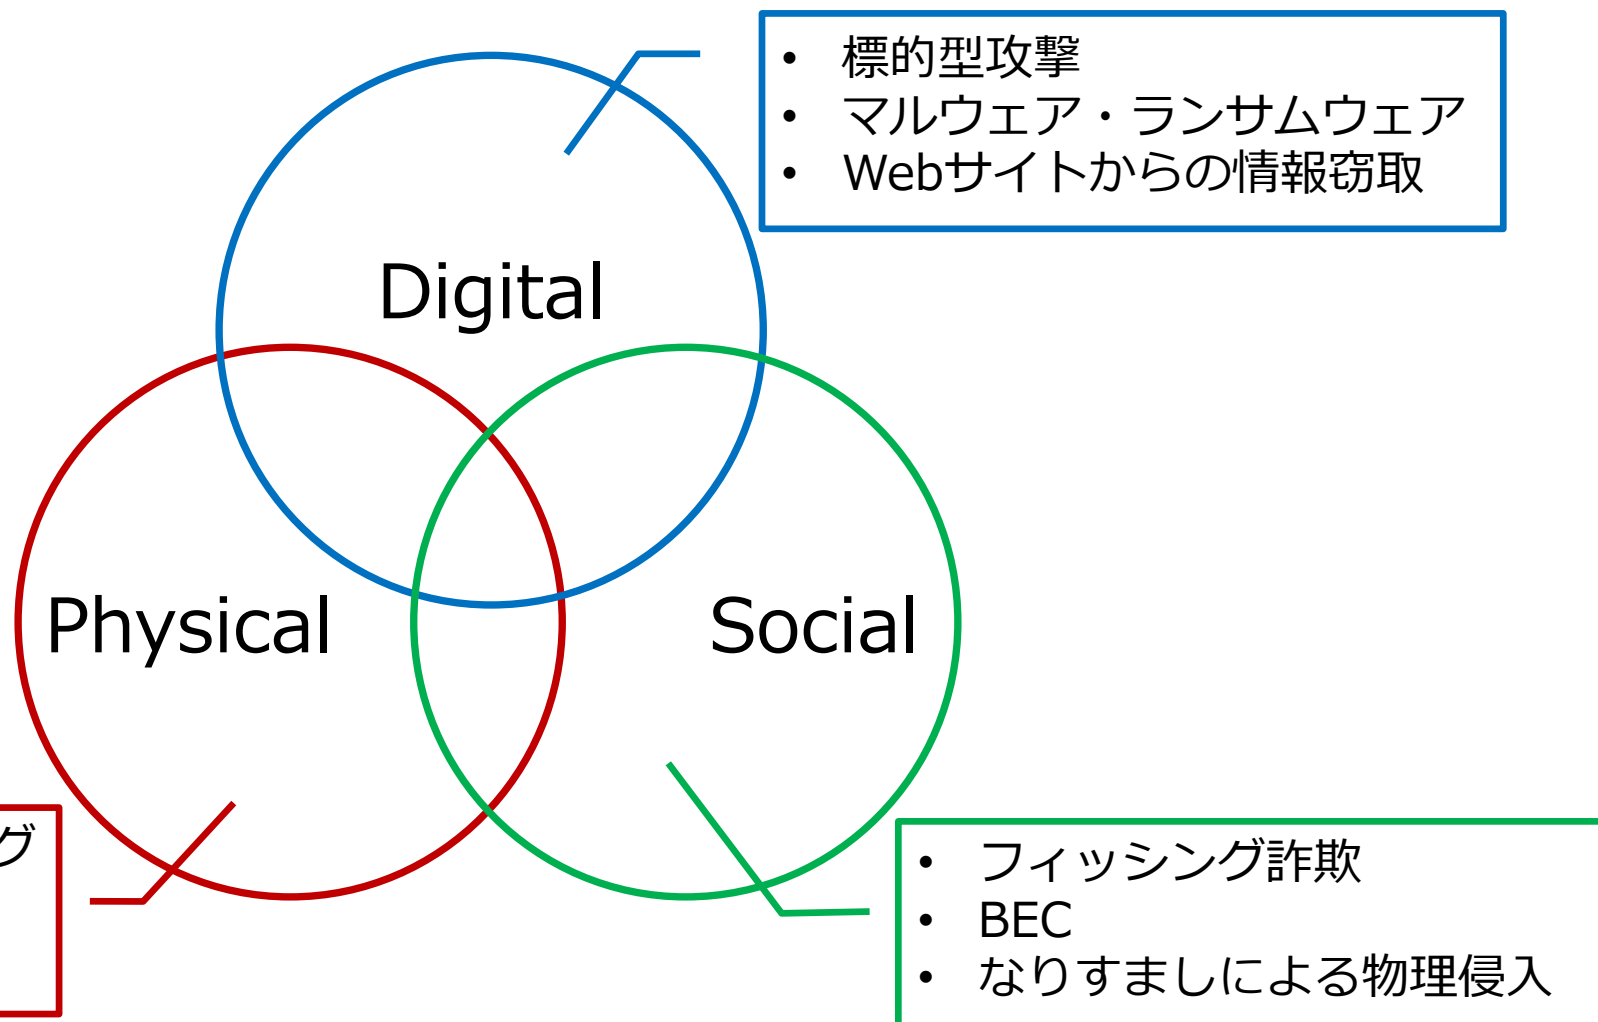 • 標的型攻撃
• マルウェア・ランサムウェア
• Webサイトからの情報窃取
Digital
Physical
Social
グ
• フィッシング詐欺
• BEC
• なりすましによる物理侵入